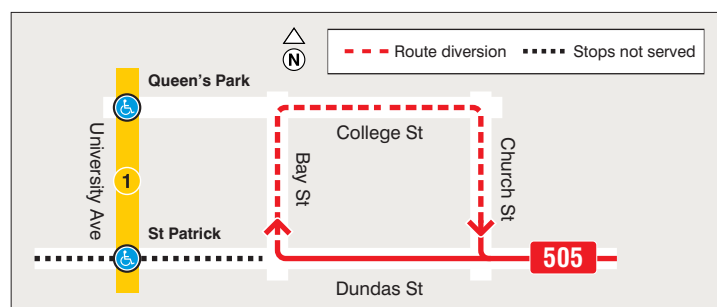 N
Route diversion
Stops not served
Queen's Park
College St
University Ave
1
Bay St
Church St
St Patrick
505
Dundas St